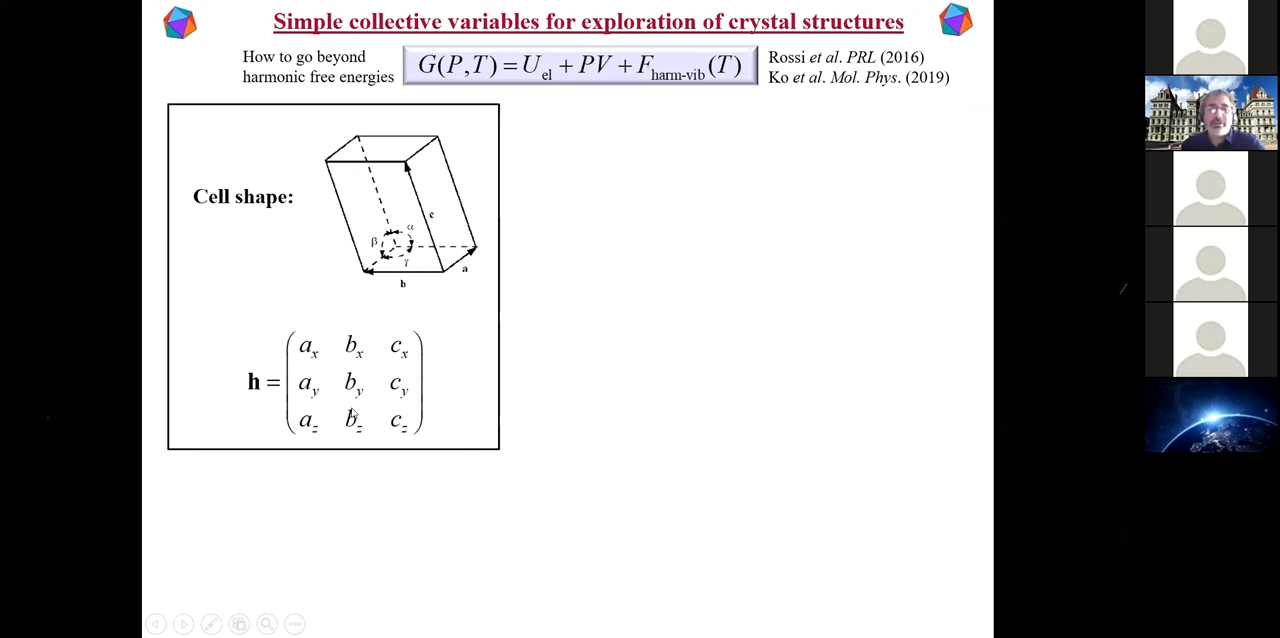 Simple collective variables for exploration of crystal structures
How to go beyond
harmonic free energies
G(P,T) = U_el + PV + F_harm-vib(T)
Rossi et al. PRL (2016)
Ko et al. Mol. Phys. (2019)
Cell shape:
c
α
β
γ
a
b
a_x b_x c_x
h = a_y b_y c_y
a_z b_z c_z